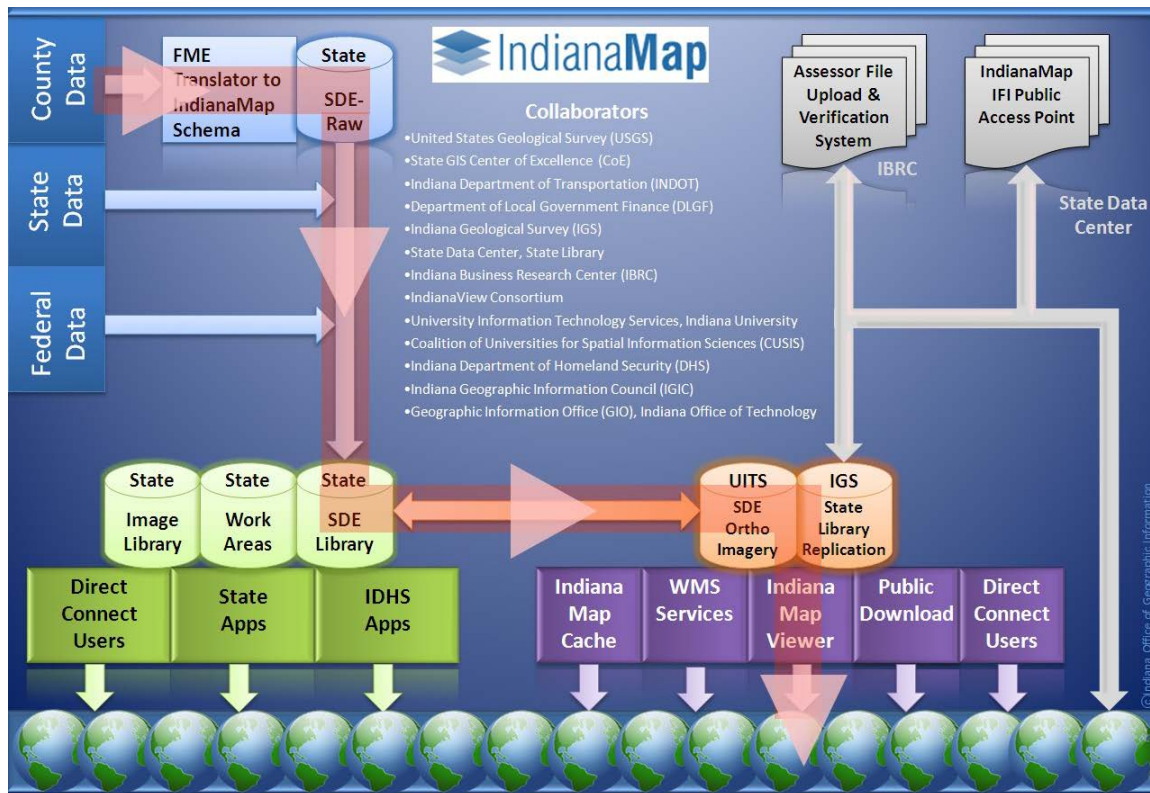 County
Data
State
Data
Federal
Data
FME
Translator to
IndianaMap
Schema
State
SDE-
Raw
IndianaMap
Collaborators
•United States Geological Survey (USGS)
•State GIS Center of Excellence (CoE)
•Indiana Department of Transportation (INDOT)
•Department of Local Government Finance (DLGF)
•Indiana Geological Survey (IGS)
•State Data Center, State Library
•Indiana Business Research Center (IBRC)
•IndianaView Consortium
•University Information Technology Services, Indiana University
•Coalition of Universities for Spatial Information Sciences (CUSIS)
•Indiana Department of Homeland Security (DHS)
•Indiana Geographic Information Council (IGIC)
•Geographic Information Office (GIO), Indiana Office of Technology
Assessor File
Upload &
Verification
System
IBRC
IndianaMap
IFI Public
Access Point
State Data
Center
State
Image
Library
State
Work
Areas
State
SDE
Library
UITS
SDE
Ortho
Imagery
IGS
State
Library
Replication
Direct
Connect
Users
State
Apps
IDHS
Apps
Indiana
Map
Cache
WMS
Services
Indiana
Map
Viewer
Public
Download
Direct
Connect
Users
©Indiana Office of Geographic Information